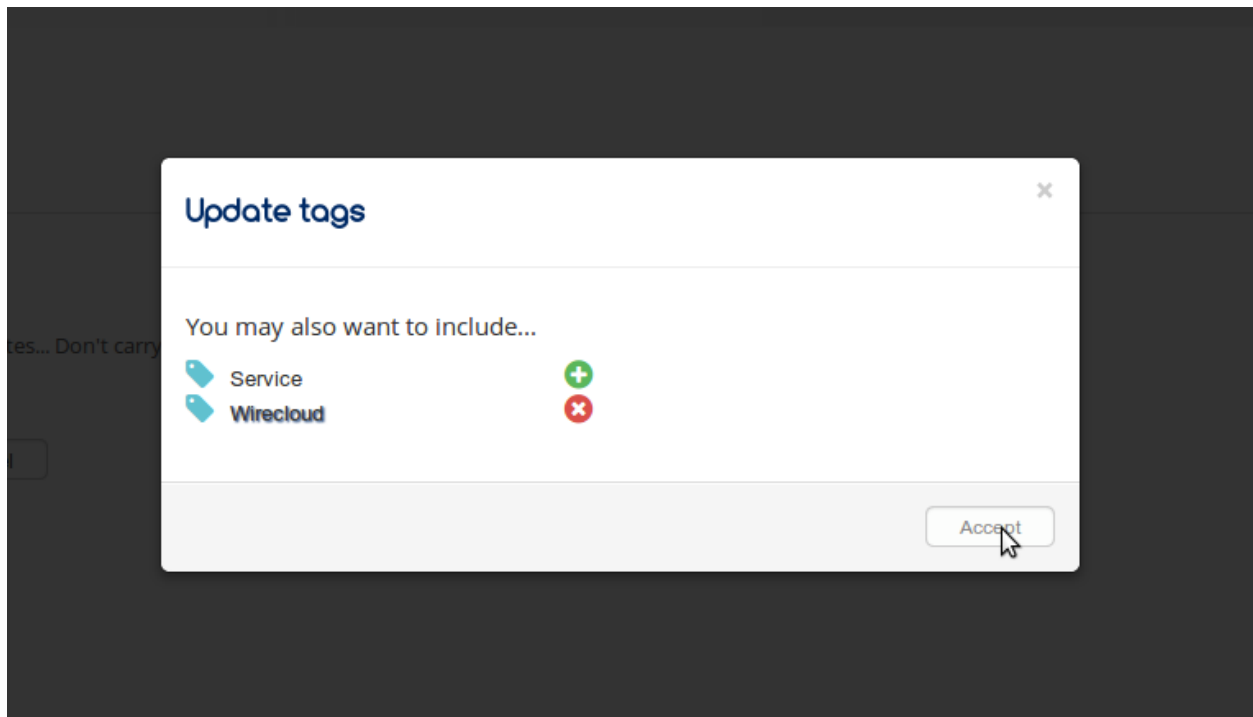 Update tags
You may also want to include...
tes... Don't carry
Service
Wirecloud
Accept